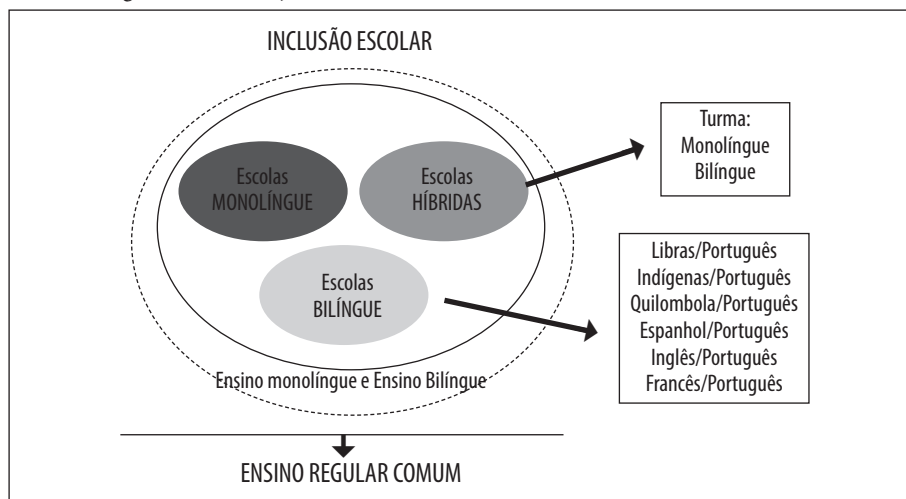 INCLUSÃO ESCOLAR
Escolas
MONOLÍNGUE
Escolas
HÍBRIDAS
Turma:
Monolíngue
Bilíngue
Escolas
BILÍNGUE
Libras/Português
Indígenas/Português
Quilombola/Português
Espanhol/Português
Inglês/Português
Francês/Português
Ensino monolíngue e Ensino Bilíngue
ENSINO REGULAR COMUM